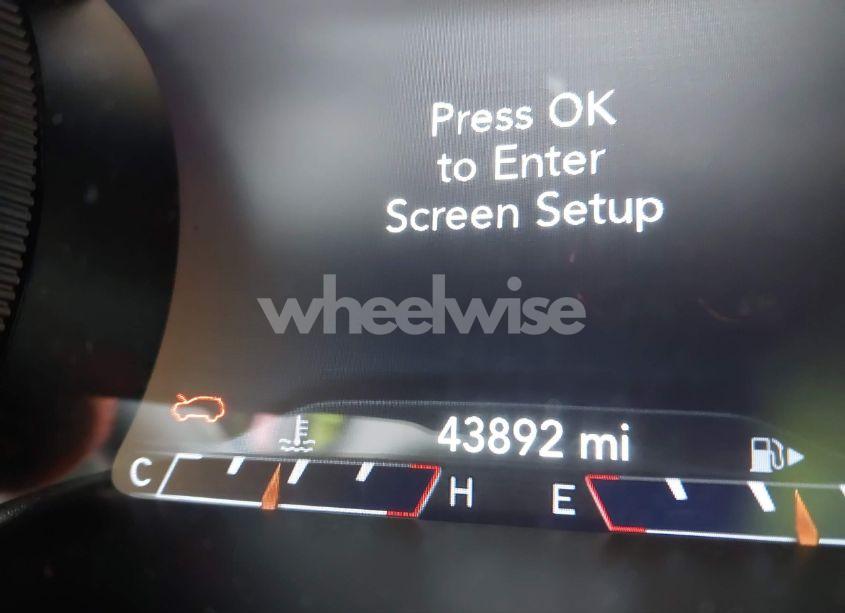 Press OK
to Enter
Screen Setup
wheelwise
43892 mi
C H E